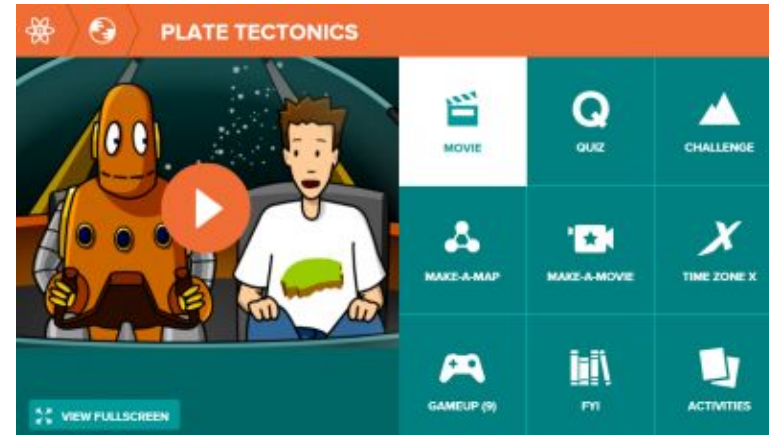 PLATE TECTONICS
MOVIE
QUIZ
CHALLENGE
MAKE-A-MAP
MAKE-A-MOVIE
TIME ZONE X
GAMEUP (9)
FYI
ACTIVITIES
VIEW FULLSCREEN